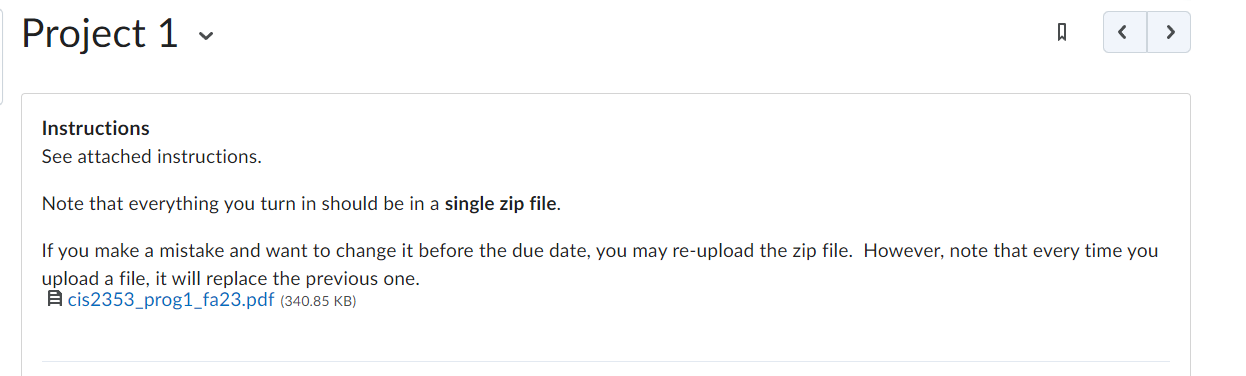 Project 1
Instructions
See attached instructions.
Note that everything you turn in should be in a single zip file.
If you make a mistake and want to change it before the due date, you may re-upload the zip file.  However, note that every time you
upload a file, it will replace the previous one.
cis2353_prog1_fa23.pdf (340.85 KB)